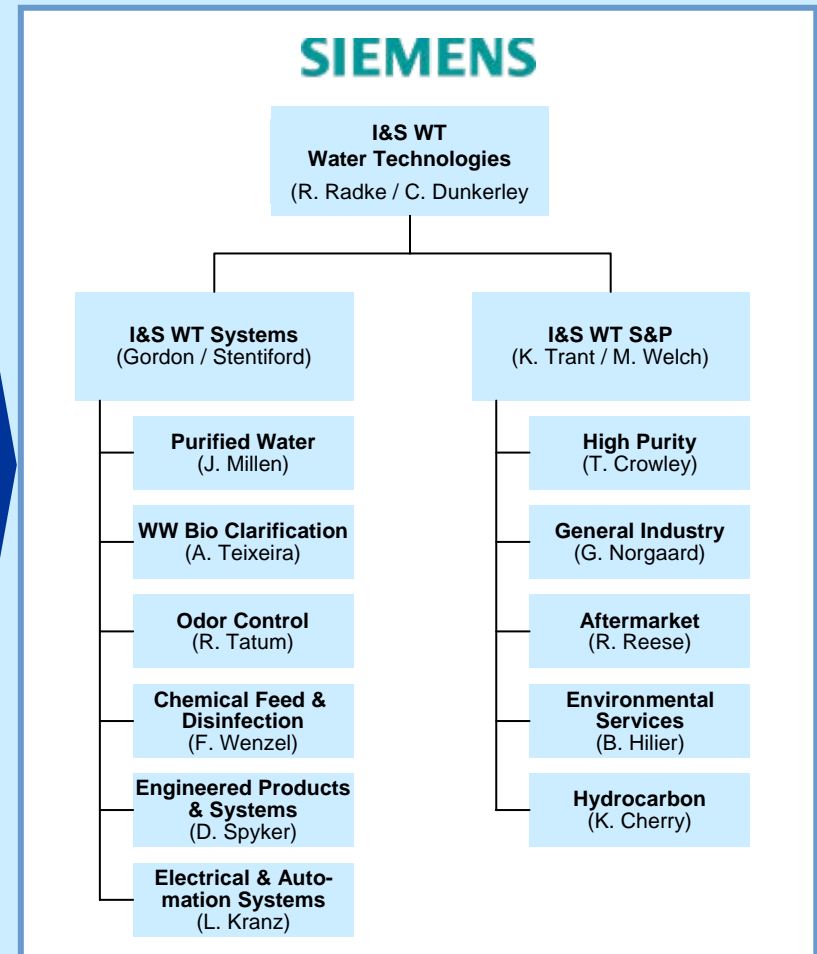 SIEMENS
I&S WT
Water Technologies
(R. Radke / C. Dunkerley
I&S WT Systems
(Gordon / Stentiford)
Purified Water
(J. Millen)
WW Bio Clarification
(A. Teixeira)
Odor Control
(R. Tatum)
Chemical Feed &
Disinfection
(F. Wenzel)
Engineered Products
& Systems
(D. Spyker)
Electrical & Auto-
mation Systems
(L. Kranz)
I&S WT S&P
(K. Trant / M. Welch)
High Purity
(T. Crowley)
General Industry
(G. Norgaard)
Aftermarket
(R. Reese)
Environmental
Services
(B. Hilier)
Hydrocarbon
(K. Cherry)